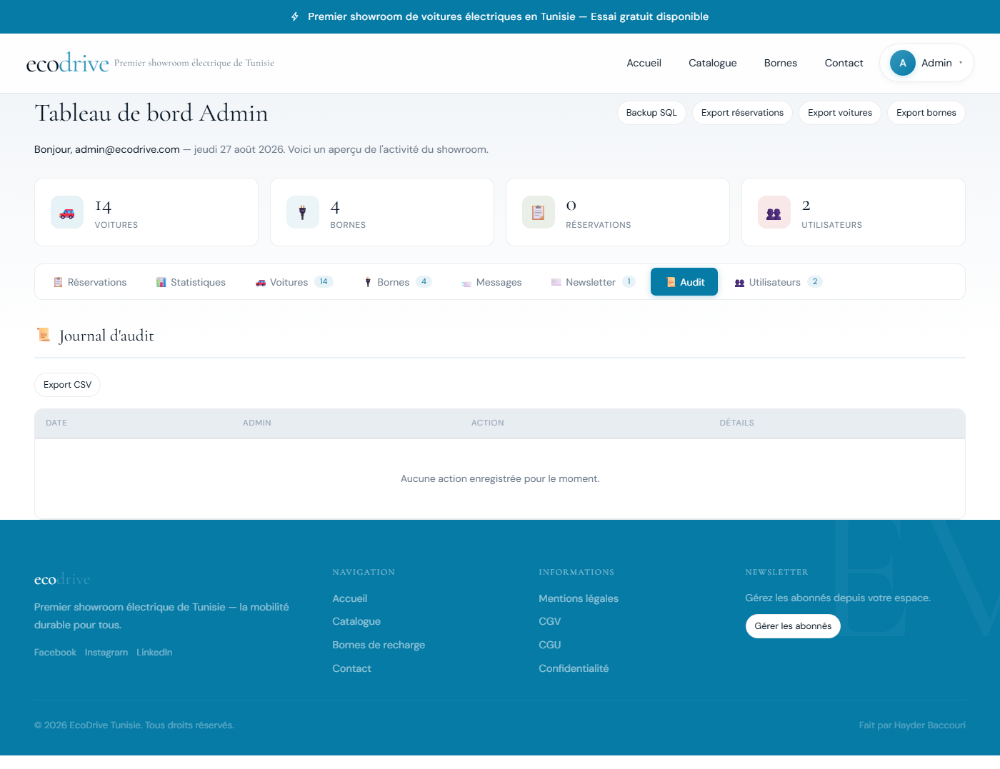 Premier showroom de voitures électriques en Tunisie — Essai gratuit disponible
ecodrive Premier showroom électrique de Tunisie
Accueil Catalogue Bornes Contact A Admin
Tableau de bord Admin
Backup SQL Export réservations Export voitures Export bornes
Bonjour, admin@ecodrive.com — jeudi 27 août 2026. Voici un aperçu de l'activité du showroom.
14
VOITURES
4
BORNES
0
RÉSERVATIONS
2
UTILISATEURS
Réservations Statistiques Voitures 14 Bornes 4 Messages Newsletter 1 Audit Utilisateurs 2
Journal d'audit
Export CSV
DATE ADMIN ACTION DÉTAILS
Aucune action enregistrée pour le moment.
EV
ecodrive
Premier showroom électrique de Tunisie — la mobilité
durable pour tous.
Facebook Instagram LinkedIn
NAVIGATION
Accueil
Catalogue
Bornes de recharge
Contact
INFORMATIONS
Mentions légales
CGV
CGU
Confidentialité
NEWSLETTER
Gérez les abonnés depuis votre espace.
Gérer les abonnés
© 2026 EcoDrive Tunisie. Tous droits réservés.
Fait par Hayder Baccouri